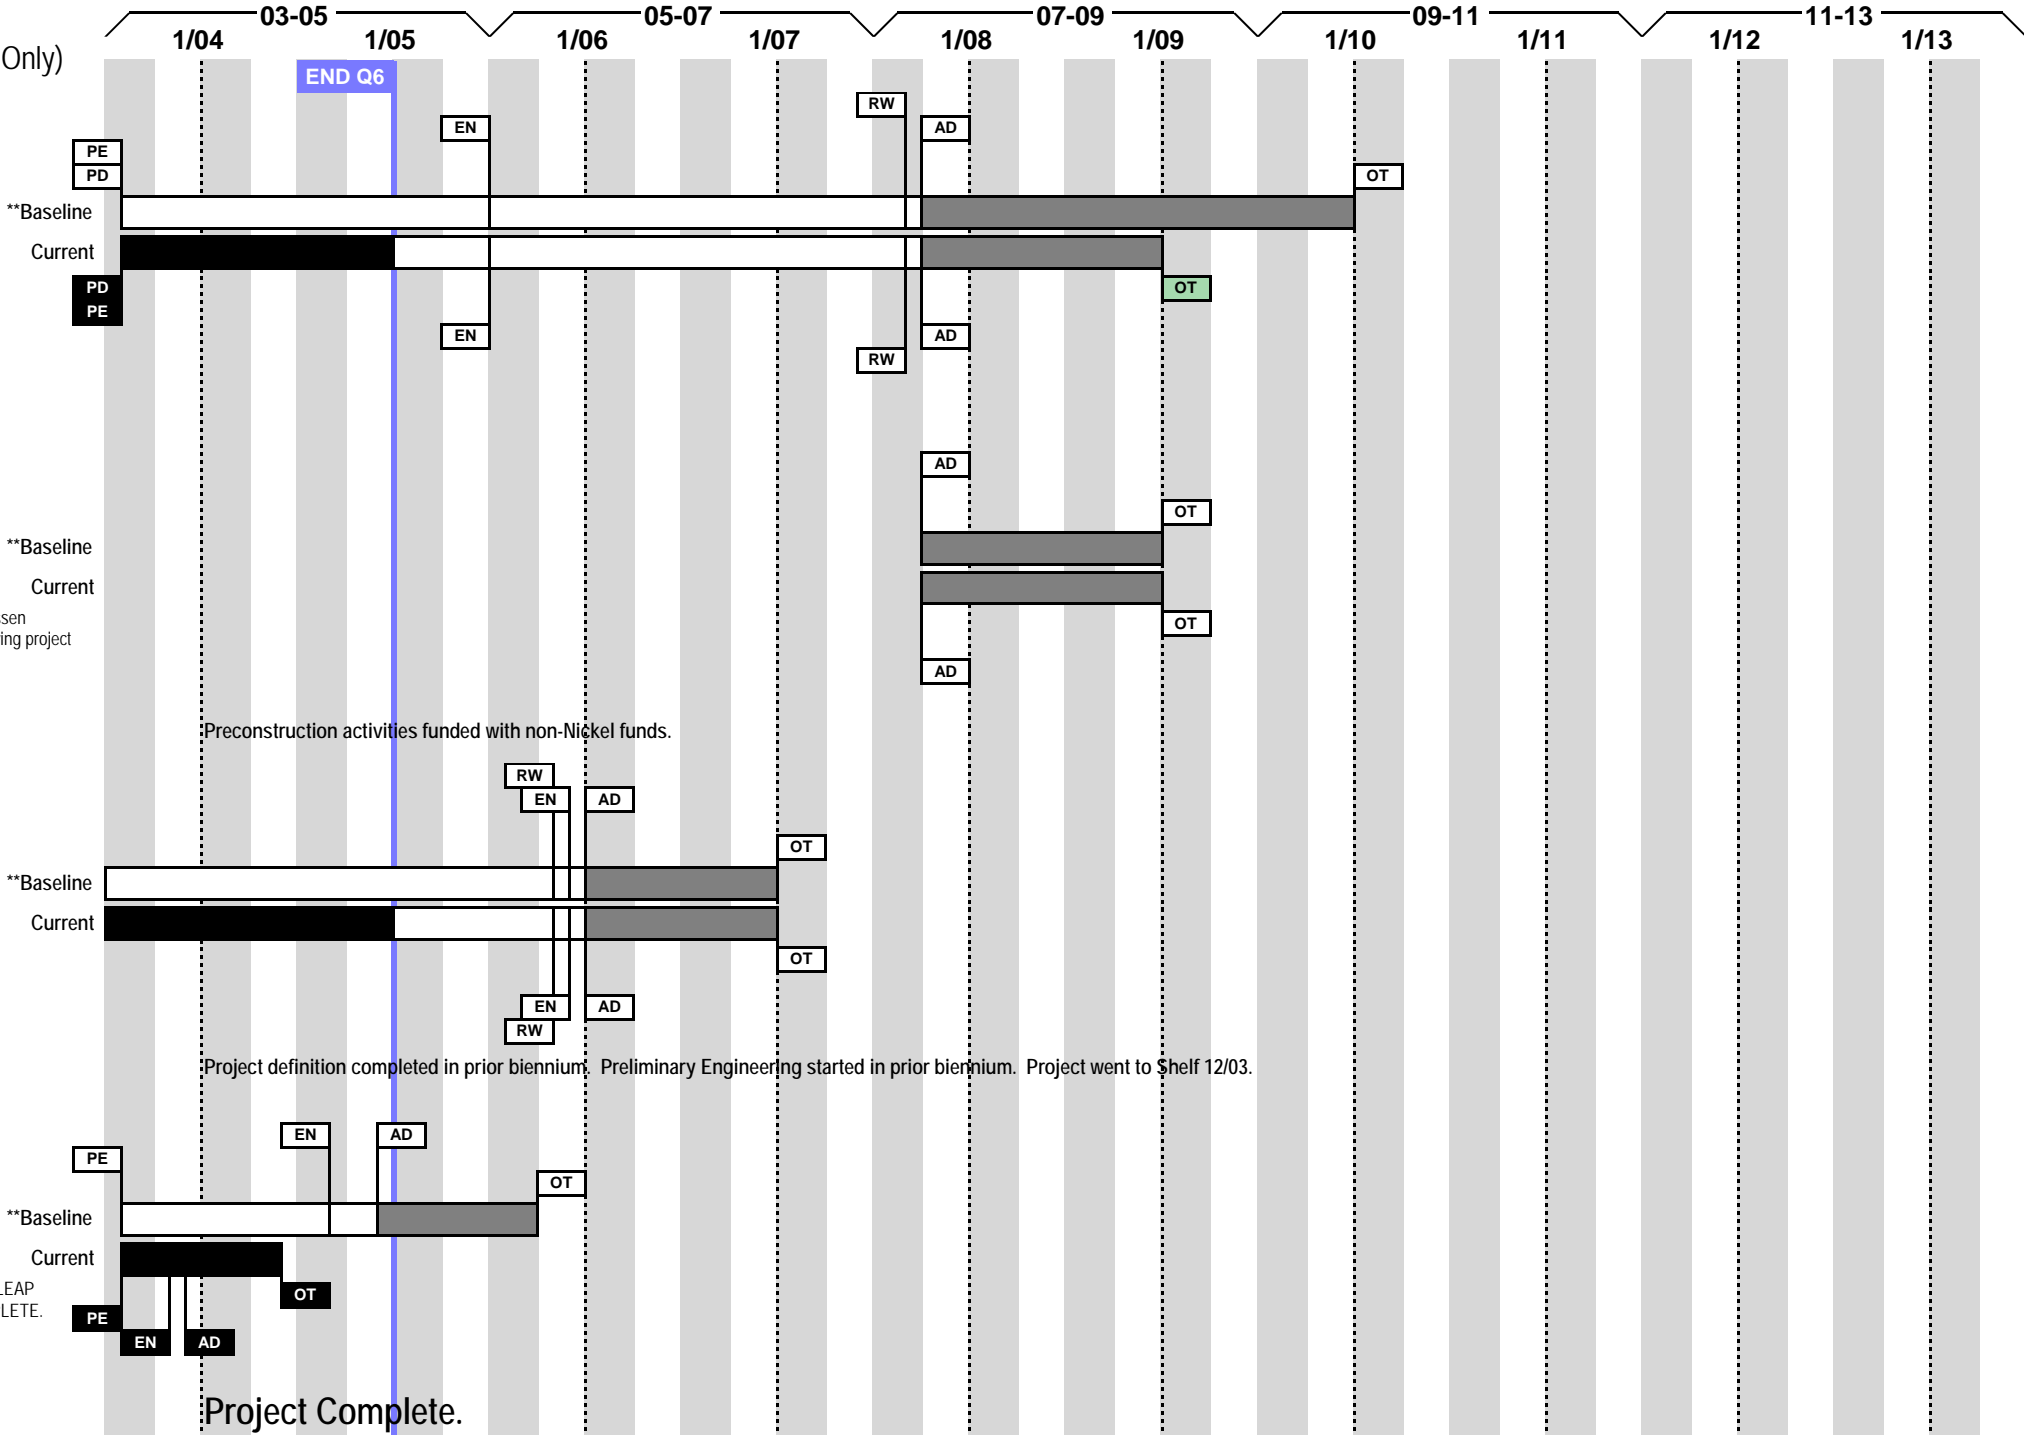 03-05 05-07 07-09 09-11 11-13
1/04 1/05 1/06 1/07 1/08 1/09 1/10 1/11 1/12 1/13
Only)
END Q6
RW
EN AD
PE
PD OT
**Baseline
Current
PD OT
PE
EN AD
RW
AD
OT
**Baseline
Current
ssen
ing project
OT
AD
Preconstruction activities funded with non-Nickel funds.
RW
EN AD
OT
**Baseline
Current
OT
EN AD
RW
Project definition completed in prior biennium. Preliminary Engineering started in prior biennium. Project went to Shelf 12/03.
EN AD
PE
OT
**Baseline
Current
LEAP OT
LETE. PE
EN AD
Project Complete.